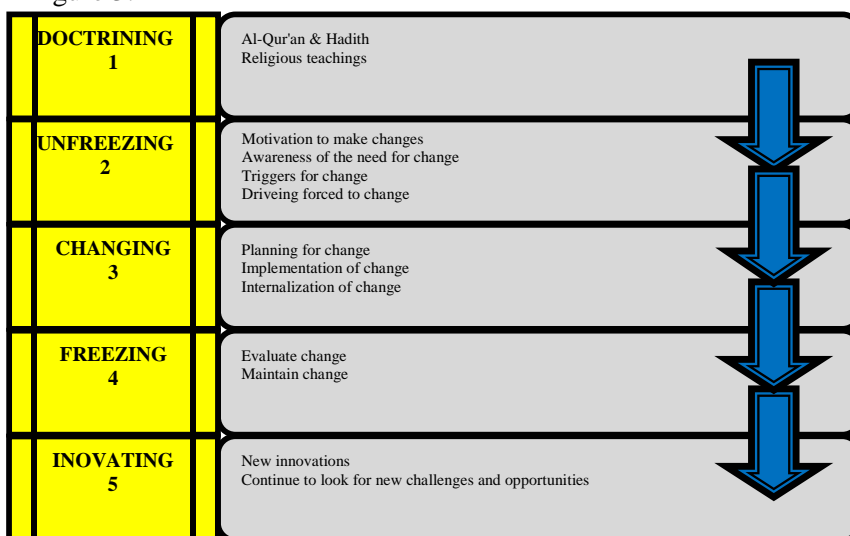 DOCTRINING
1
Al-Qur'an & Hadith
Religious teachings
UNFREEZING
2
Motivation to make changes
Awareness of the need for change
Triggers for change
Driveing forced to change
CHANGING
3
Planning for change
Implementation of change
Internalization of change
FREEZING
4
Evaluate change
Maintain change
INOVATING
5
New innovations
Continue to look for new challenges and opportunities